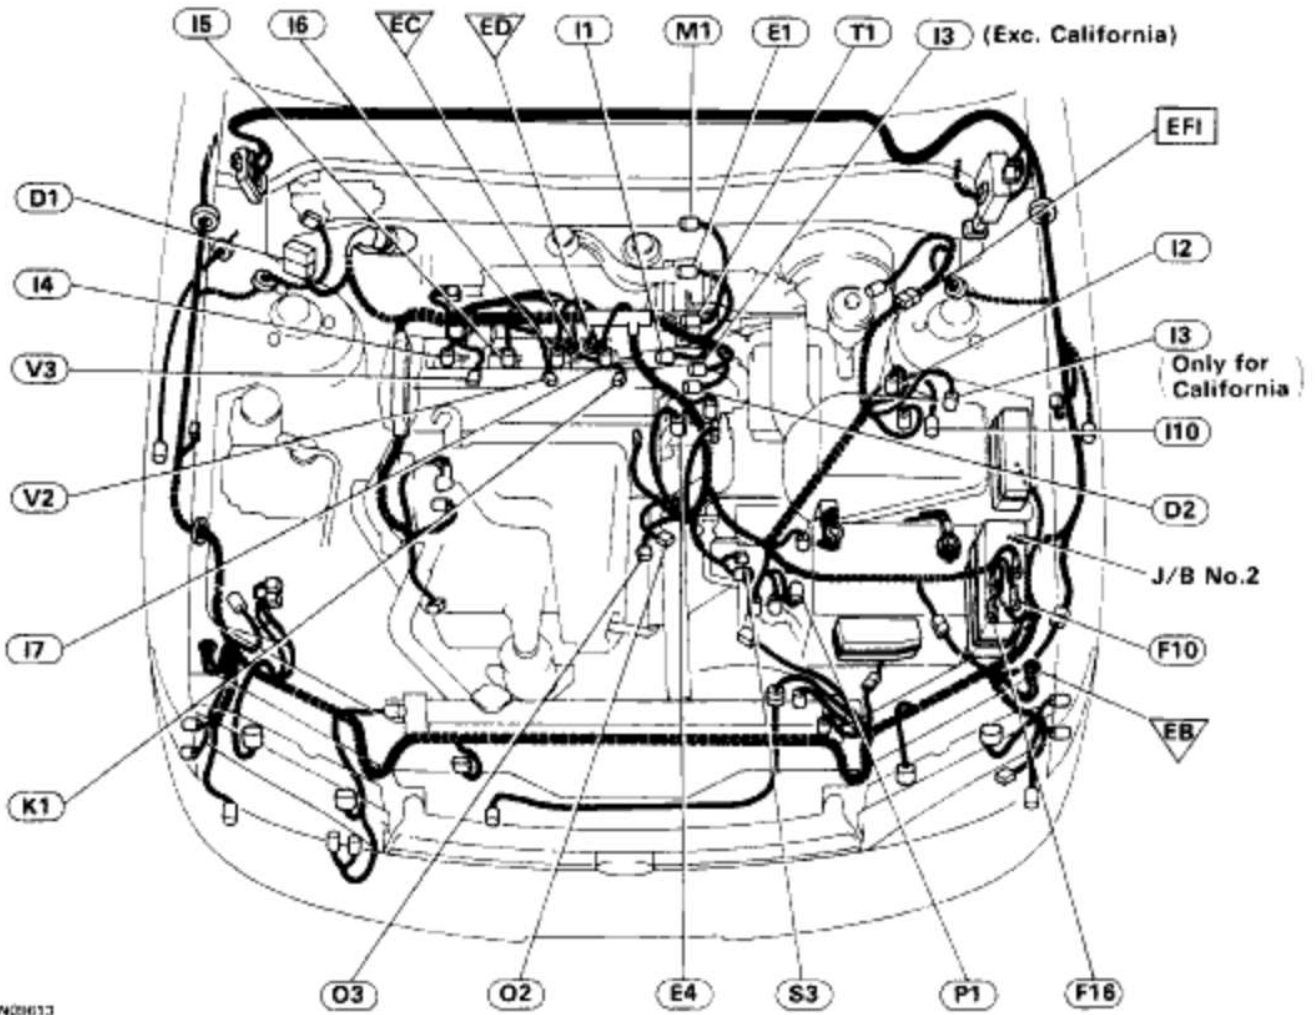 I5
I6
EC
ED
I1
M1
E1
T1
I3 (Exc. California)
EFI
D1
I2
I4
I3
Only for
California
V3
I10
V2
D2
J/B No.2
I7
F10
EB
K1
O3
O2
E4
S3
P1
F16